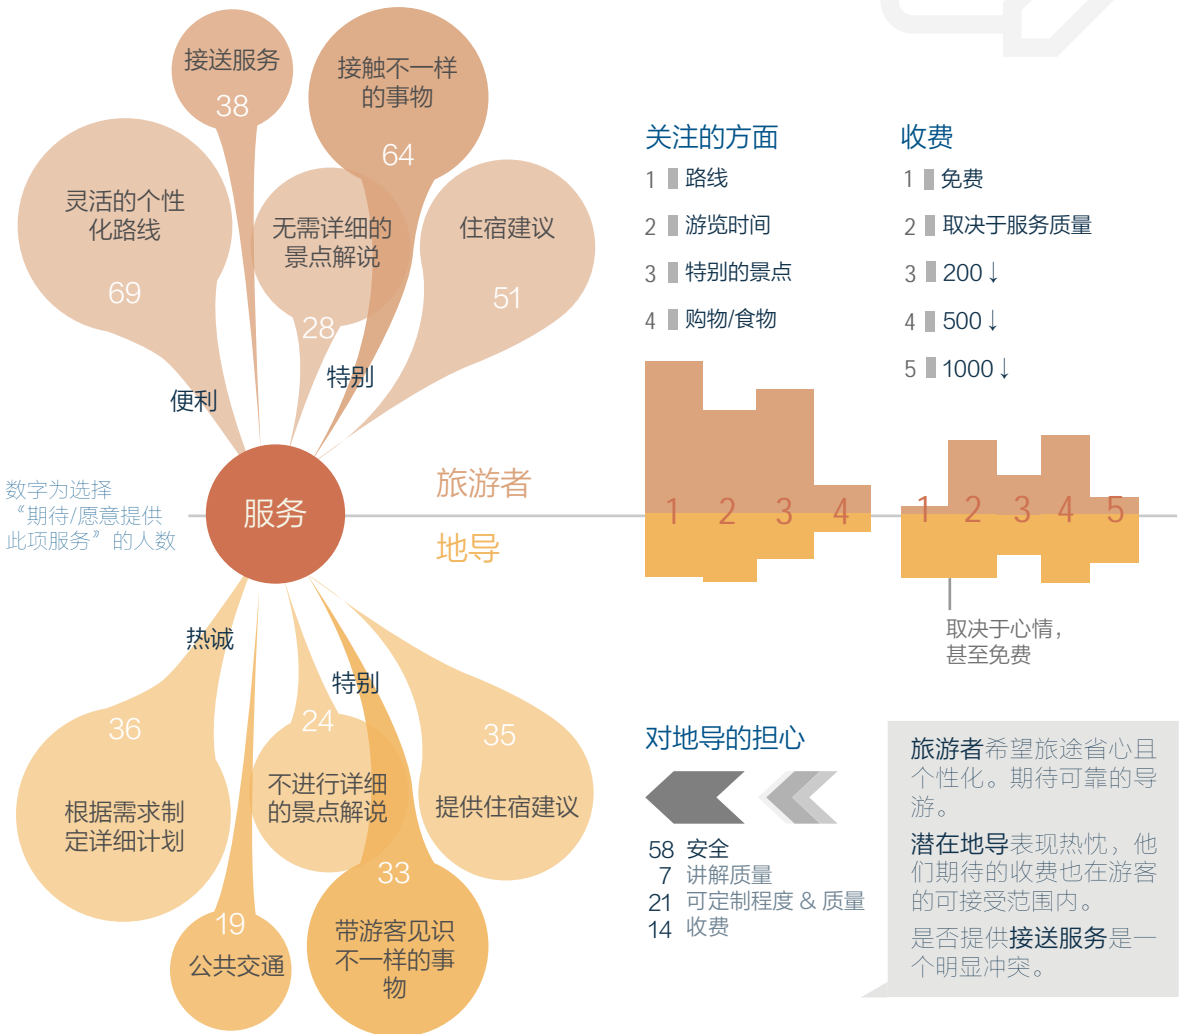 接送服务
38
接触不一样
的事物
64
灵活的个性
化路线
69
无需详细的
景点解说
28
住宿建议
51
便利
特别
服务
数字为选择
“期待/愿意提供
此项服务”的人数
旅游者
地导
热诚
特别
36
根据需求制
定详细计划
19
公共交通
24
不进行详细
的景点解说
33
带游客见识
不一样的事
物
35
提供住宿建议
关注的方面
1 路线
2 游览时间
3 特别的景点
4 购物/食物
收费
1 免费
2 取决于服务质量
3 200↓
4 500↓
5 1000↓
1 2 3 4
1 2 3 4 5
取决于心情，
甚至免费
对地导的担心
58 安全
7 讲解质量
21 可定制程度 & 质量
14 收费
旅游者希望旅途省心且
个性化。期待可靠的导
游。
潜在地导表现热忱，他
们期待的收费也在游客
的可接受范围内。
是否提供接送服务是一
个明显冲突。